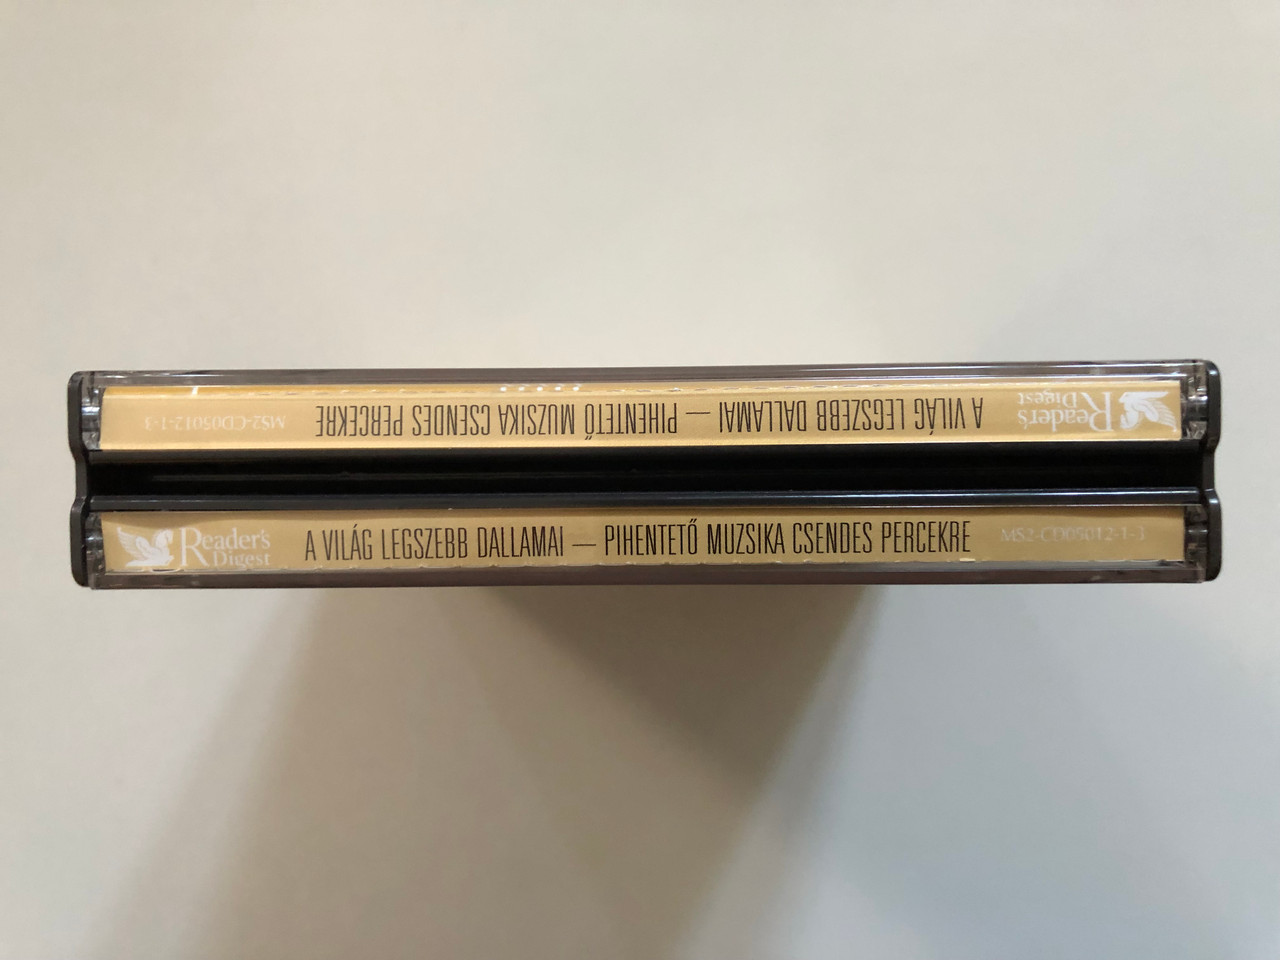 Reader's Digest A VILÁG LEGSZEBB DALLAMAI — PIHENTETŐ MUZSIKA CSENDES PERCEKRE MS2-CD05012-1-3
Reader's Digest A VILÁG LEGSZEBB DALLAMAI — PIHENTETŐ MUZSIKA CSENDES PERCEKRE MS2-CD05012-1-3